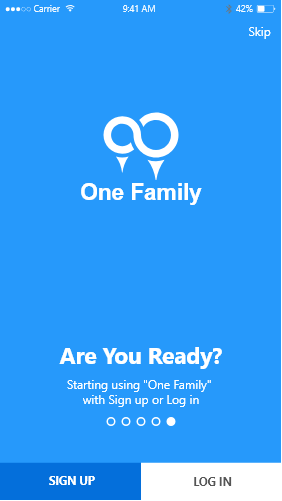 Carrier 9:41 AM 42%
Skip
One Family
Are You Ready?
Starting using "One Family"
with Sign up or Log in
SIGN UP LOG IN